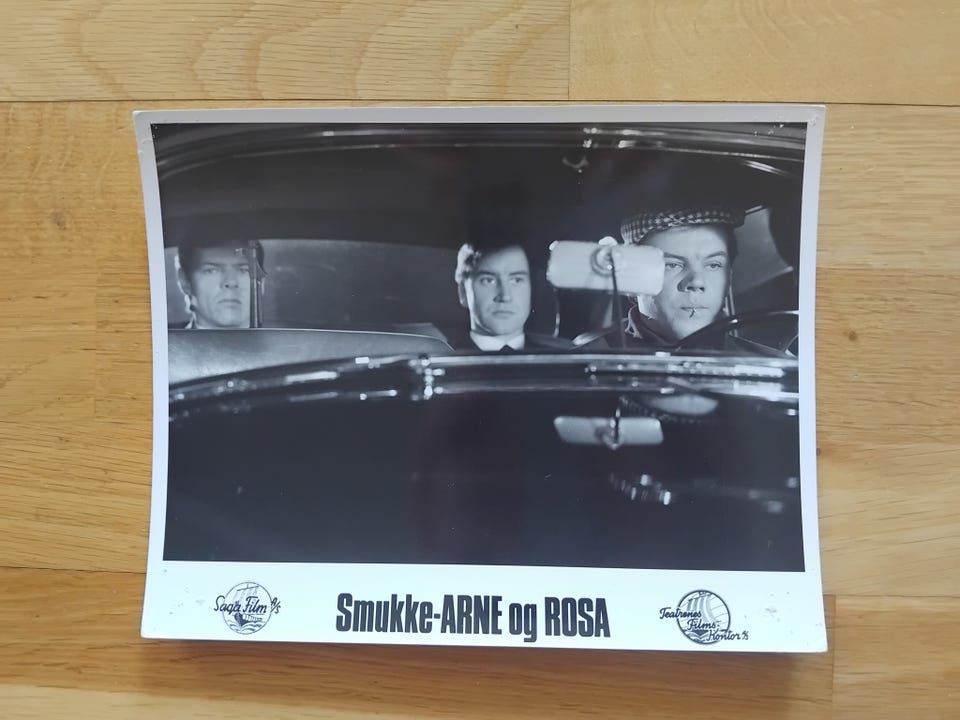 Saga Film A/S
Smukke-ARNE og ROSA
Teatrenes
Films-
Kontor A/S